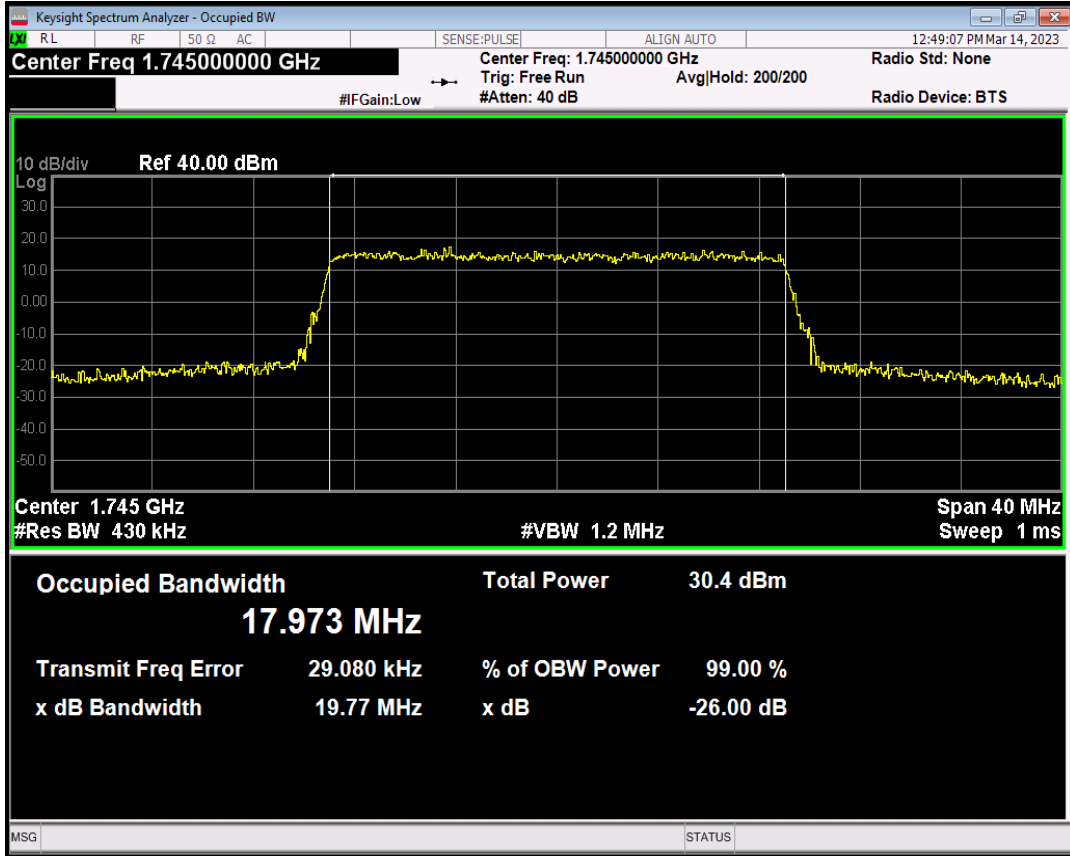 Keysight Spectrum Analyzer - Occupied BW
LXI RL RF 50 Ω AC SENSE:PULSE ALIGN AUTO 12:49:07 PM Mar 14, 2023
Center Freq 1.745000000 GHz Center Freq: 1.745000000 GHz Radio Std: None
Trig: Free Run Avg|Hold: 200/200
#IFGain:Low #Atten: 40 dB Radio Device: BTS
10 dB/div Ref 40.00 dBm
Log
30.0
20.0
10.0
0.00
-10.0
-20.0
-30.0
-40.0
-50.0
Center 1.745 GHz Span 40 MHz
#Res BW 430 kHz #VBW 1.2 MHz Sweep 1 ms
Occupied Bandwidth Total Power 30.4 dBm
17.973 MHz
Transmit Freq Error 29.080 kHz % of OBW Power 99.00 %
x dB Bandwidth 19.77 MHz x dB -26.00 dB
MSG STATUS